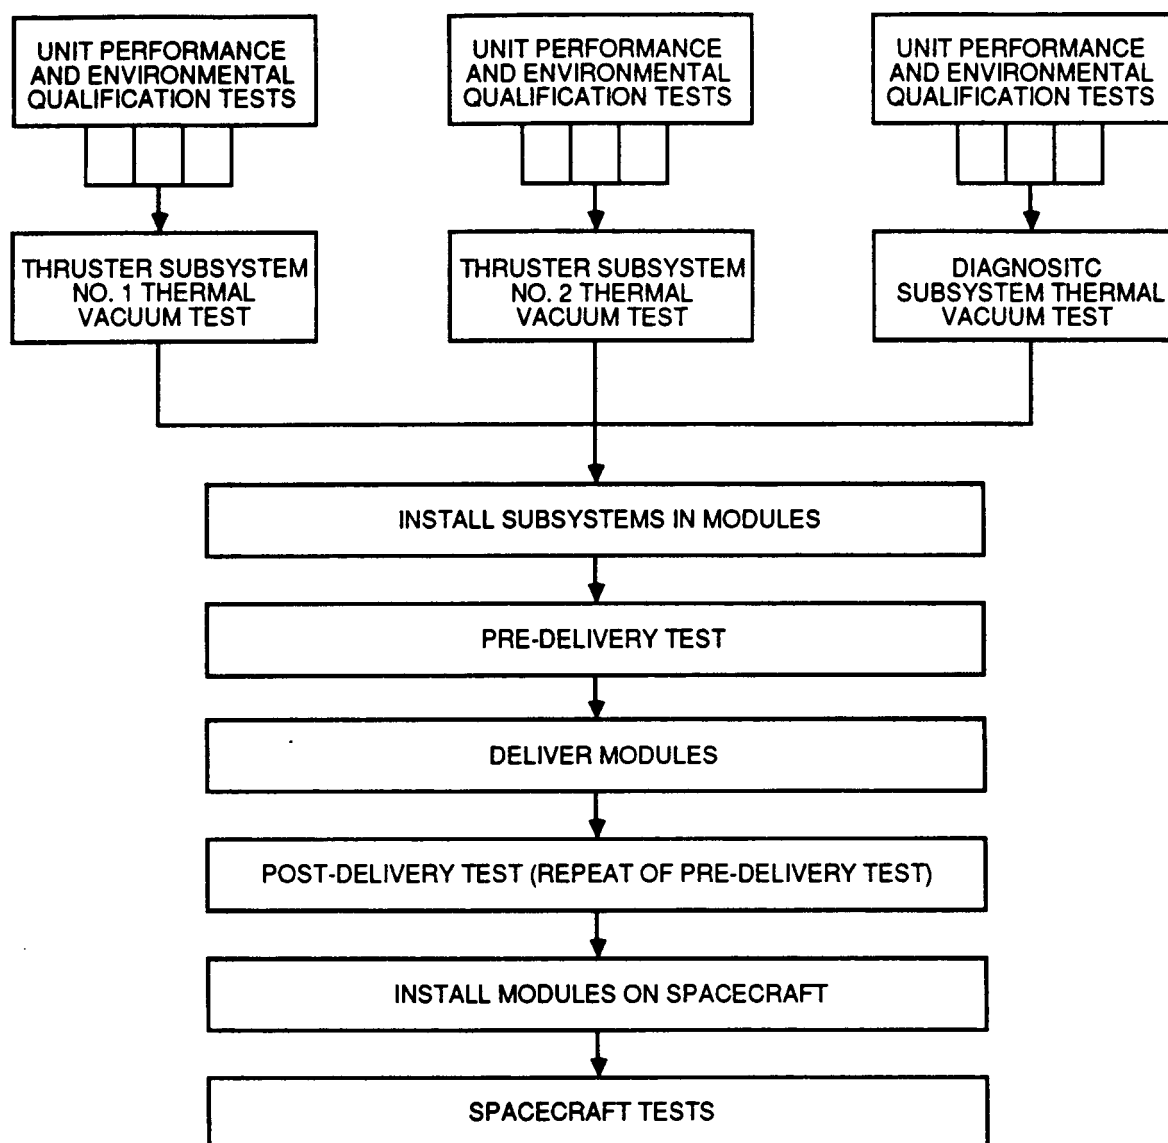 UNIT PERFORMANCE
AND ENVIRONMENTAL
QUALIFICATION TESTS
UNIT PERFORMANCE
AND ENVIRONMENTAL
QUALIFICATION TESTS
UNIT PERFORMANCE
AND ENVIRONMENTAL
QUALIFICATION TESTS
THRUSTER SUBSYSTEM
NO. 1 THERMAL
VACUUM TEST
THRUSTER SUBSYSTEM
NO. 2 THERMAL
VACUUM TEST
DIAGNOSITC
SUBSYSTEM THERMAL
VACUUM TEST
INSTALL SUBSYSTEMS IN MODULES
PRE-DELIVERY TEST
DELIVER MODULES
POST-DELIVERY TEST (REPEAT OF PRE-DELIVERY TEST)
INSTALL MODULES ON SPACECRAFT
SPACECRAFT TESTS